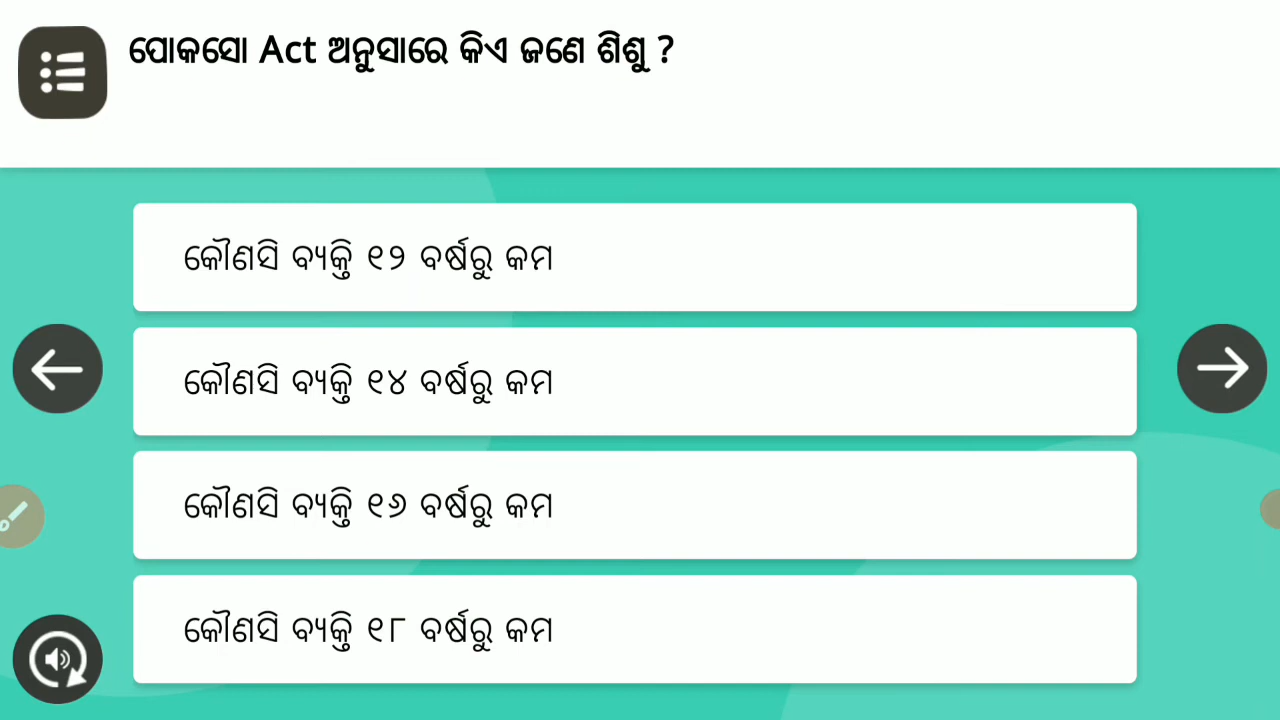 ପୋକସୋ Act ଅନୁସାରେ କିଏ ଜଣେ ଶିଶୁ ?
କୌଣସି ବ୍ୟକ୍ତି ୧୨ ବର୍ଷରୁ କମ
କୌଣସି ବ୍ୟକ୍ତି ୧୪ ବର୍ଷରୁ କମ
କୌଣସି ବ୍ୟକ୍ତି ୧୬ ବର୍ଷରୁ କମ
କୌଣସି ବ୍ୟକ୍ତି ୧୮ ବର୍ଷରୁ କମ